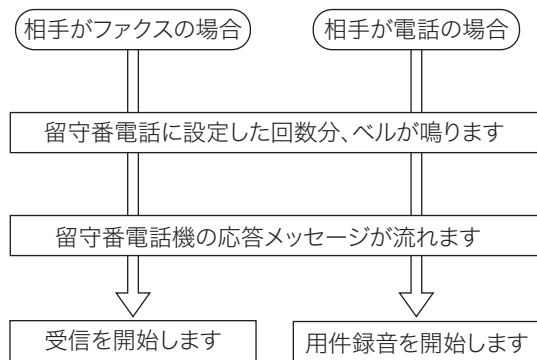 相手がファクスの場合
相手が電話の場合
留守番電話に設定した回数分、ベルが鳴ります
留守番電話機の応答メッセージが流れます
受信を開始します
用件録音を開始します